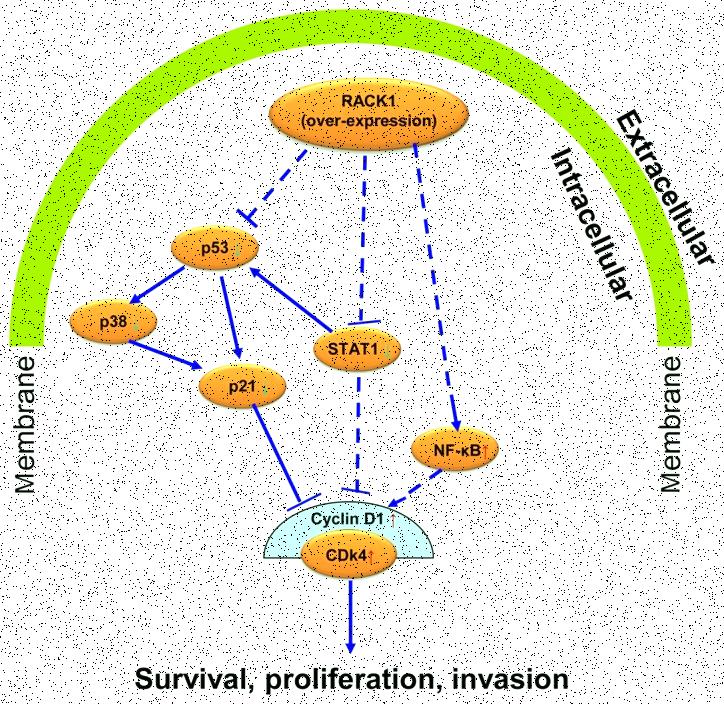 RACK1
(over-expression)
Extracellular
Intracellular
p53
p38
STAT1
p21
Membrane
Membrane
NF-κB↑
Cyclin D1↑
CDk4↑
Survival, proliferation, invasion